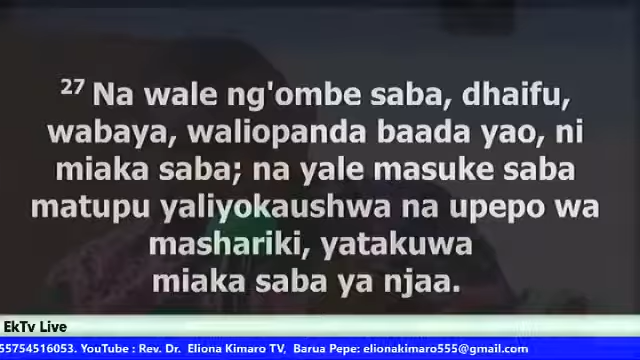 27 Na wale ng'ombe saba, dhaifu,
wabaya, waliopanda baada yao, ni
miaka saba; na yale masuke saba
matupu yaliyokaushwa na upepo wa
mashariki, yatakuwa
miaka saba ya njaa.
EkTv Live
55754516053. YouTube : Rev. Dr. Eliona Kimaro TV, Barua Pepe: elionakimaro555@gmail.com